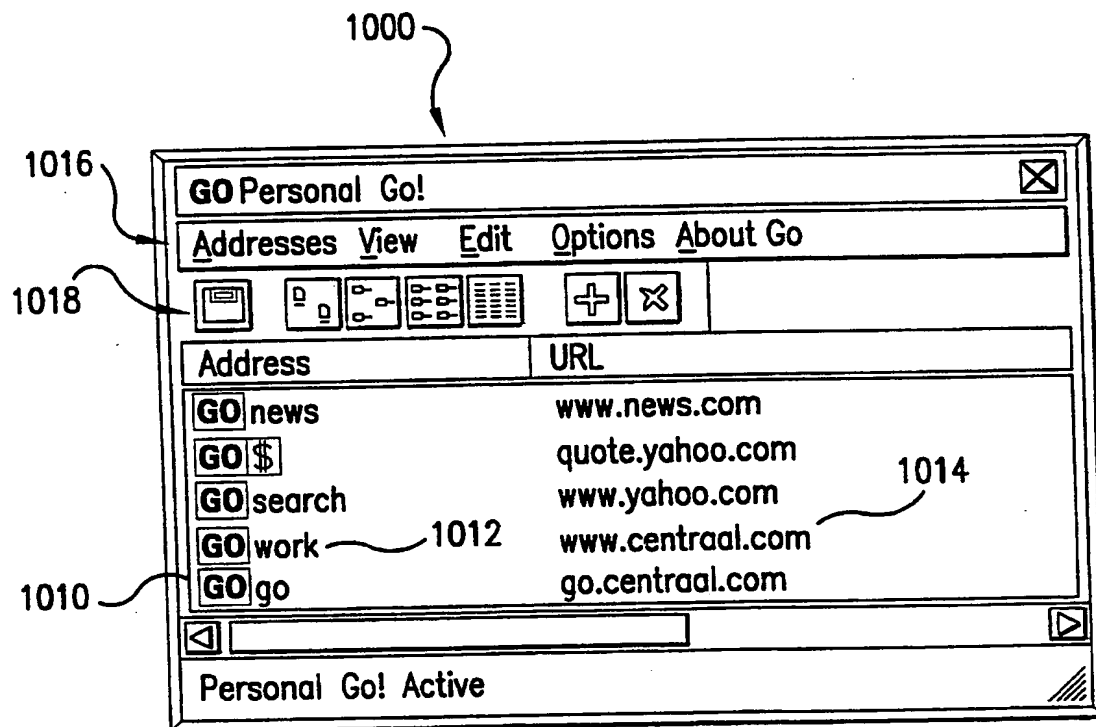 1000
1016
GO Personal Go!
Addresses View Edit Options About Go
1018
Address URL
GO news www.news.com
GO $ quote.yahoo.com
1014
GO search www.yahoo.com
GO work 1012 www.centraal.com
1010
GO go go.centraal.com
Personal Go! Active